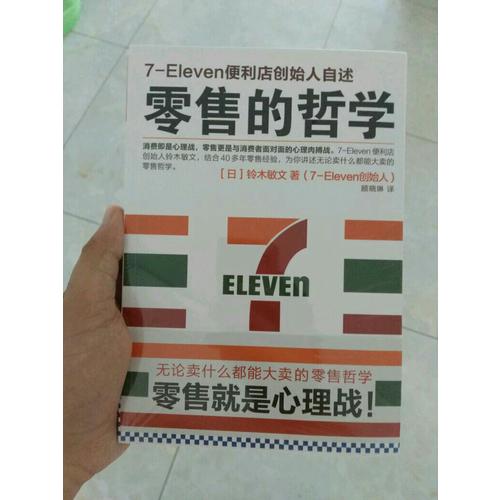 7-Eleven便利店创始人自述
零售的哲学
消费即是心理战，零售更是与消费者面对面的心理肉搏战。7-Eleven 便利店
创始人铃木敏文，结合40多年零售经验，为你讲述无论卖什么都能大卖的
零售哲学。
［日］铃木敏文 著（7-Eleven创始人）
顾晓琳 译
7
ELEVEn
无论卖什么都能大卖的零售哲学
零售就是心理战！